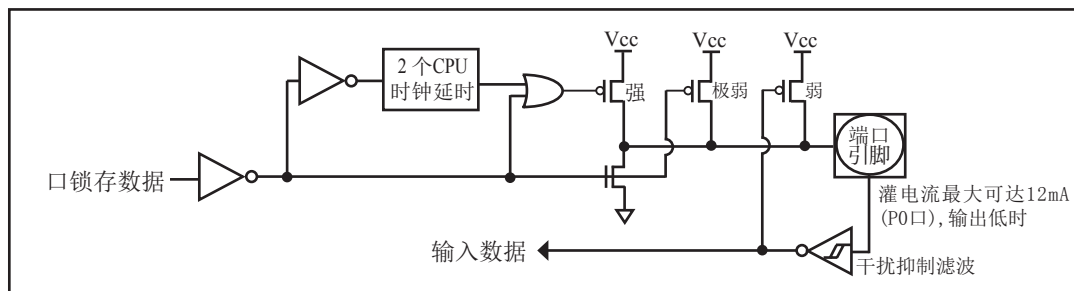 Vcc
Vcc
Vcc
2 个CPU
时钟延时
强
极弱
弱
端口
引脚
口锁存数据
灌电流最大可达12mA
(P0口),输出低时
输入数据
干扰抑制滤波